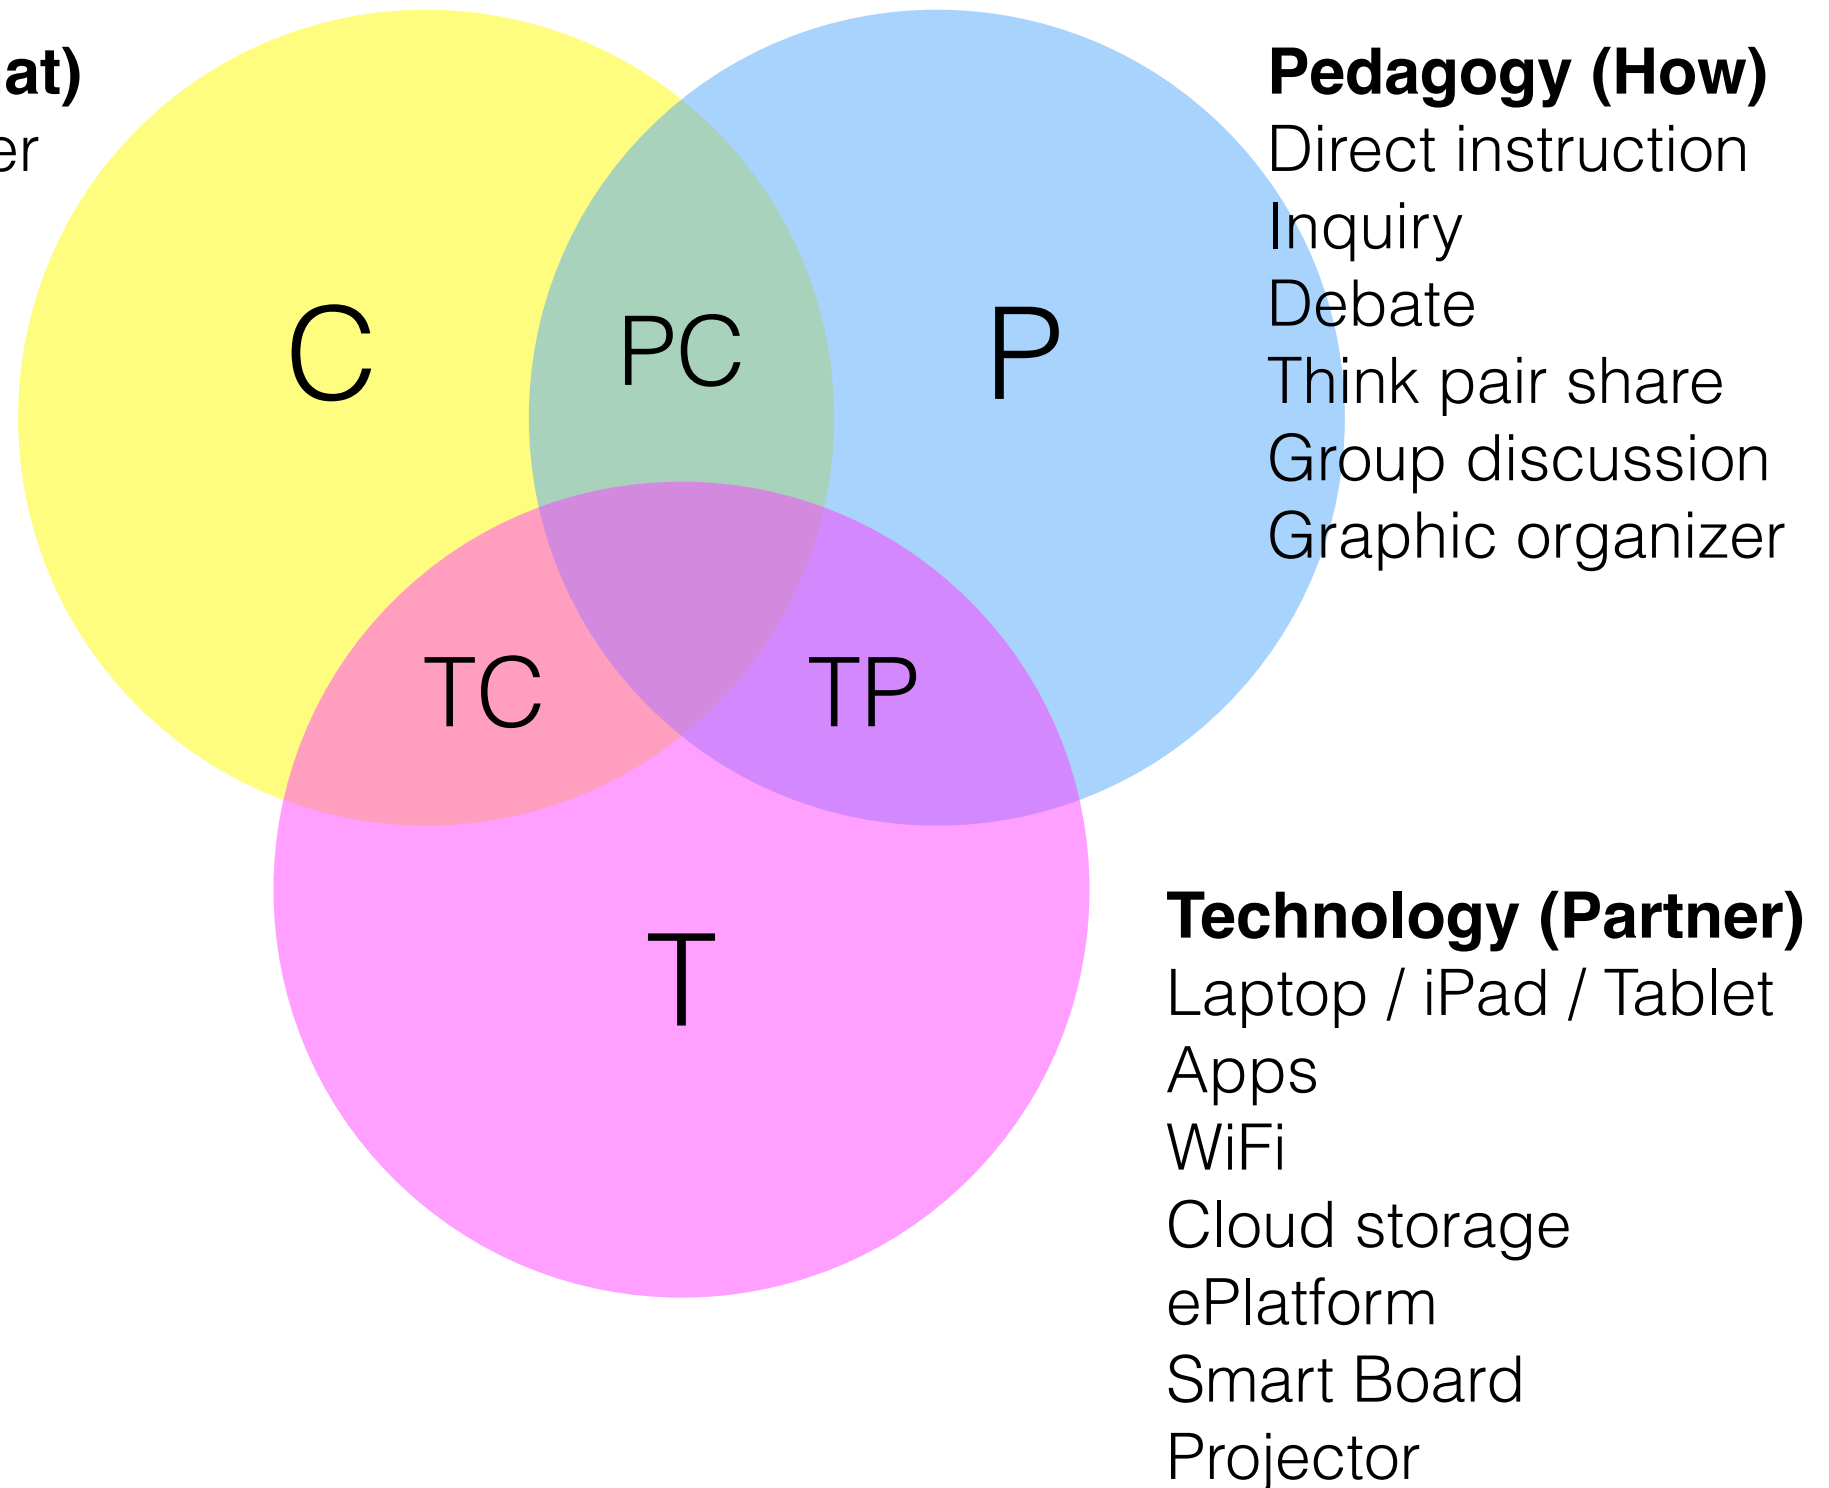 at)
er
Pedagogy (How)
Direct instruction
Inquiry
Debate
Think pair share
Group discussion
Graphic organizer
C
PC
P
TC
TP
T
Technology (Partner)
Laptop / iPad / Tablet
Apps
WiFi
Cloud storage
ePlatform
Smart Board
Projector